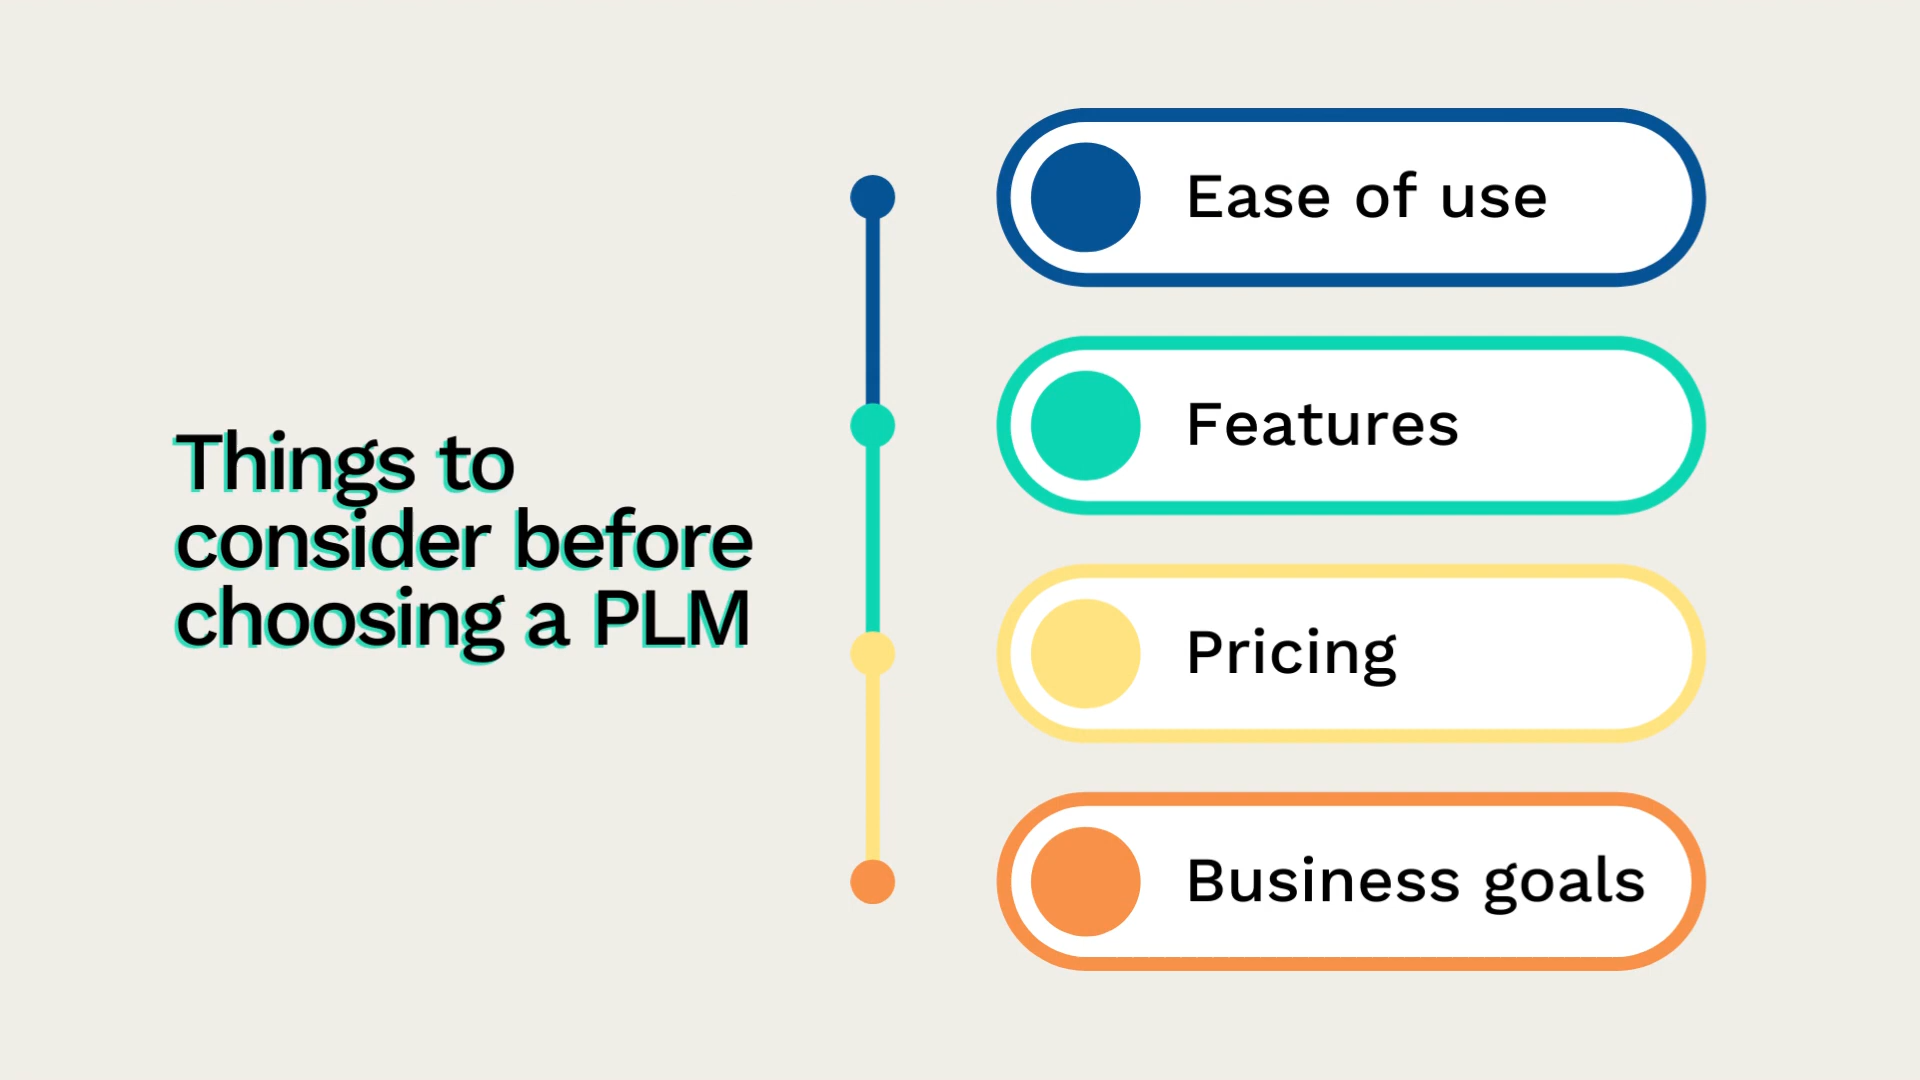 Things to
consider before
choosing a PLM
Ease of use
Features
Pricing
Business goals